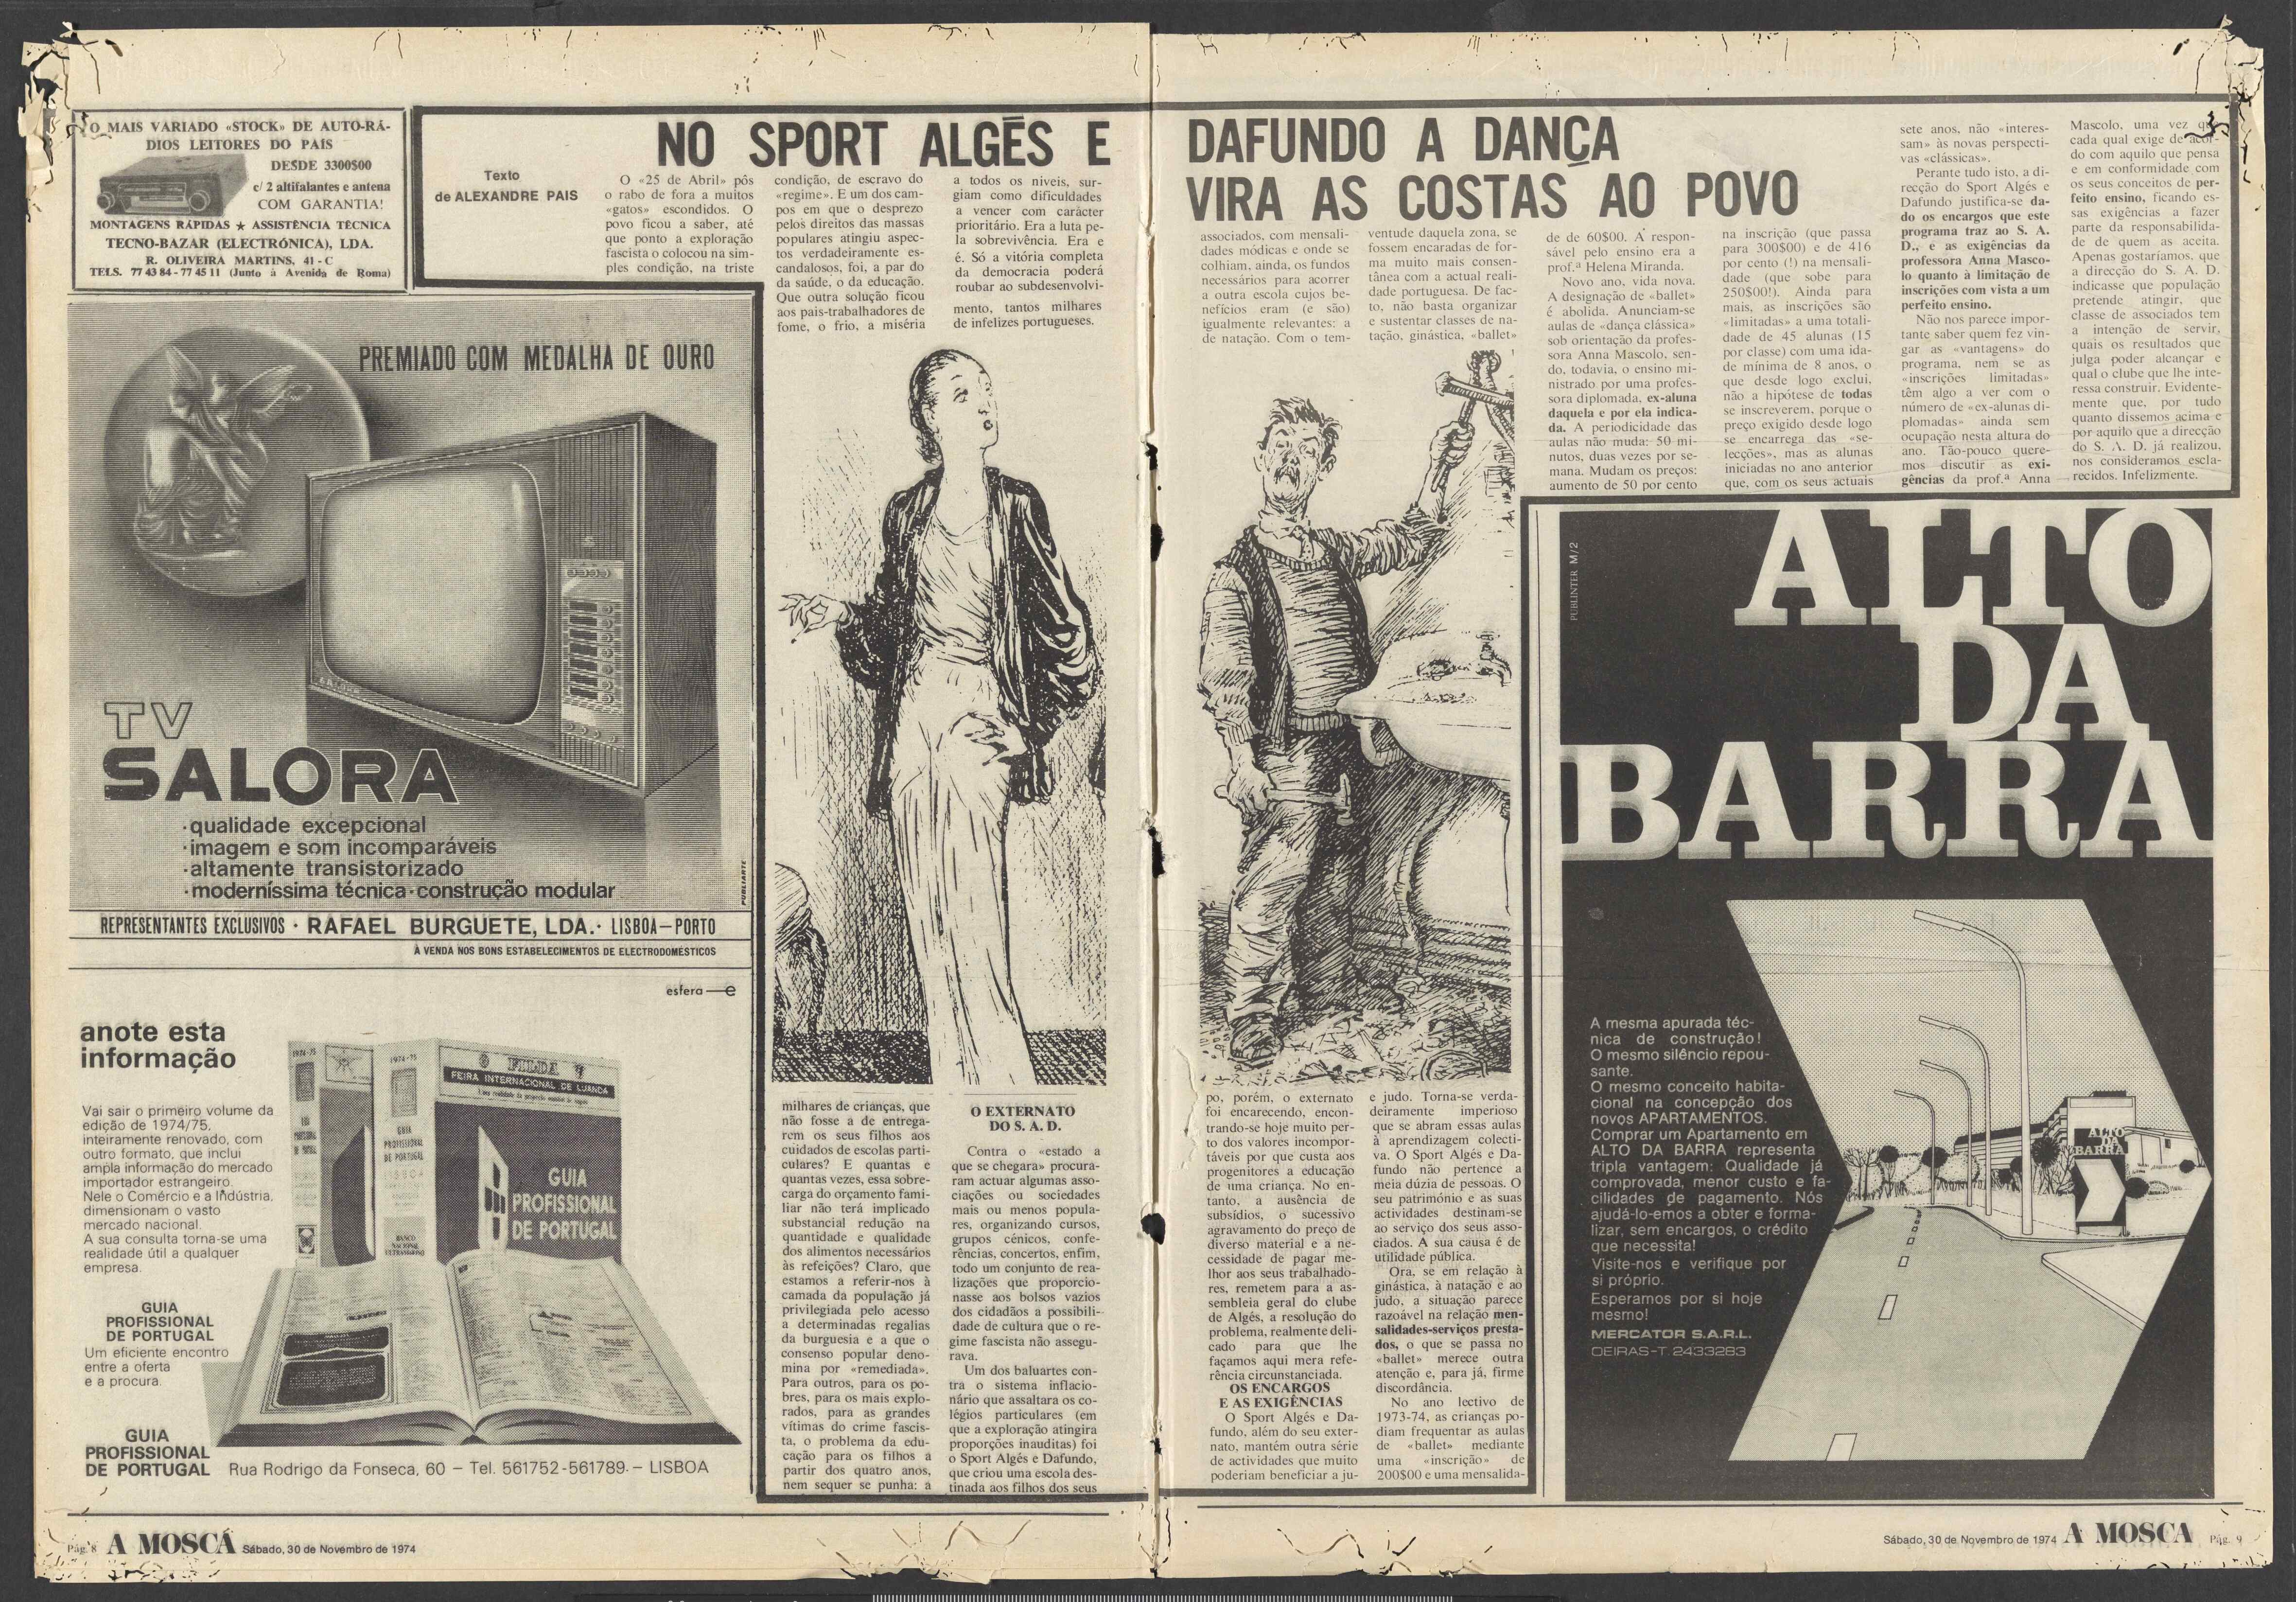 O MAIS VARIADO «STOCK» DE AUTO-RÁ-
DIOS LEITORES DO PAÍS
DESDE 3300$00
c/ 2 altifalantes e antena
COM GARANTIA!
MONTAGENS RÁPIDAS ★ ASSISTÊNCIA TÉCNICA
TECNO-BAZAR (ELECTRÓNICA), LDA.
R. OLIVEIRA MARTINS, 41-C
TELS. 77 43 84 - 77 45 11 (Junto à Avenida de Roma)
PREMIADO COM MEDALHA DE OURO
TV
SALORA
·qualidade excepcional
·imagem e som incomparáveis
·altamente transistorizado
·moderníssima técnica·construção modular
PUBLIARTE
REPRESENTANTES EXCLUSIVOS · RAFAEL BURGUETE, LDA.· LISBOA—PORTO
À VENDA NOS BONS ESTABELECIMENTOS DE ELECTRODOMÉSTICOS
esfera —e
anote esta
informação
Vai sair o primeiro volume da
edição de 1974/75,
inteiramente renovado, com
outro formato, que inclui
ampla informação do mercado
importador estrangeiro.
Nele o Comércio e a Indústria,
dimensionam o vasto
mercado nacional.
A sua consulta torna-se uma
realidade útil a qualquer
empresa.
GUIA
PROFISSIONAL
DE PORTUGAL
Um eficiente encontro
entre a oferta
e a procura.
1974-75
1974-75
GUIA
PROFISSIONAL
DE PORTUGAL
LISBOA
BANCO
NACIONAL
ULTRAMARINO
FILDA
FEIRA INTERNACIONAL DE LUANDA
GUIA
PROFISSIONAL
DE PORTUGAL
GUIA
PROFISSIONAL
DE PORTUGAL Rua Rodrigo da Fonseca, 60 – Tel. 561752-561789. – LISBOA
NO SPORT ALGÉS E DAFUNDO A DANÇA
VIRA AS COSTAS AO POVO
Texto
de ALEXANDRE PAIS
O «25 de Abril» pôs
o rabo de fora a muitos
«gatos» escondidos. O
povo ficou a saber, até
que ponto a exploração
fascista o colocou na sim-
ples condição, na triste
condição, de escravo do
«regime». E um dos cam-
pos em que o desprezo
pelos direitos das massas
populares atingiu aspec-
tos verdadeiramente es-
candalosos, foi, a par do
da saúde, o da educação.
Que outra solução ficou
aos pais-trabalhadores de
fome, o frio, a miséria
a todos os níveis, sur-
giam como dificuldades
a vencer com carácter
prioritário. Era a luta pe-
la sobrevivência. Era e
é. Só a vitória completa
da democracia poderá
roubar ao subdesenvolvi-
mento, tantos milhares
de infelizes portugueses.
milhares de crianças, que
não fosse a de entrega-
rem os seus filhos aos
cuidados de escolas parti-
culares? E quantas e
quantas vezes, essa sobre-
carga do orçamento fami-
liar não terá implicado
substancial redução na
quantidade e qualidade
dos alimentos necessários
às refeições? Claro, que
estamos a referir-nos à
camada da população já
privilegiada pelo acesso
a determinadas regalias
da burguesia e a que o
consenso popular deno-
mina por «remediada».
Para outros, para os po-
bres, para os mais explo-
rados, para as grandes
vítimas do crime fascis-
ta, o problema da edu-
cação para os filhos a
partir dos quatro anos,
nem sequer se punha: a
O EXTERNATO
DO S. A. D.
Contra o «estado a
que se chegara» procura-
ram actuar algumas asso-
ciações ou sociedades
mais ou menos popula-
res, organizando cursos,
grupos cénicos, confe-
rências, concertos, enfim,
todo um conjunto de rea-
lizações que proporcio-
nasse aos bolsos vazios
dos cidadãos a possibili-
dade de cultura que o re-
gime fascista não assegu-
rava.
Um dos baluartes con-
tra o sistema inflacio-
nário que assaltara os co-
légios particulares (em
que a exploração atingira
proporções inauditas) foi
o Sport Algés e Dafundo,
que criou uma escola des-
tinada aos filhos dos seus
associados, com mensali-
dades módicas e onde se
colhiam, ainda, os fundos
necessários para acorrer
a outra escola cujos be-
nefícios eram (e são)
igualmente relevantes: a
de natação. Com o tem-
po, porém, o externato
foi encarecendo, encon-
trando-se hoje muito per-
to dos valores incompor-
táveis por que custa aos
progenitores a educação
de uma criança. No en-
tanto, a ausência de
subsídios, o sucessivo
agravamento do preço de
diverso material e a ne-
cessidade de pagar me-
lhor aos seus trabalhado-
res, remetem para a as-
sembleia geral do clube
de Algés, a resolução do
problema, realmente deli-
cado para que lhe
façamos aqui mera refe-
rência circunstanciada.
OS ENCARGOS
E AS EXIGÊNCIAS
O Sport Algés e Da-
fundo, além do seu exter-
nato, mantém outra série
de actividades que muito
poderiam beneficiar a ju-
ventude daquela zona, se
fossem encaradas de for-
ma muito mais consen-
tânea com a actual reali-
dade portuguesa. De fac-
to, não basta organizar
e sustentar classes de na-
tação, ginástica, «ballet»
e judo. Torna-se verda-
deiramente imperioso
que se abram essas aulas
à aprendizagem colecti-
va. O Sport Algés e Da-
fundo não pertence a
meia dúzia de pessoas. O
seu património e as suas
actividades destinam-se
ao serviço dos seus asso-
ciados. A sua causa é de
utilidade pública.
Ora, se em relação à
ginástica, à natação e ao
judo, a situação parece
razoável na relação men-
salidades-serviços presta-
dos, o que se passa no
«ballet» merece outra
atenção e, para já, firme
discordância.
No ano lectivo de
1973-74, as crianças po-
diam frequentar as aulas
de «ballet» mediante
uma «inscrição» de
200$00 e uma mensalida-
de de 60$00. A respon-
sável pelo ensino era a
prof.ª Helena Miranda.
Novo ano, vida nova.
A designação de «ballet»
é abolida. Anunciam-se
aulas de «dança clássica»
sob orientação da profes-
sora Anna Mascolo, sen-
do, todavia, o ensino mi-
nistrado por uma profes-
sora diplomada, ex-aluna
daquela e por ela indica-
da. A periodicidade das
aulas não muda: 50 mi-
nutos, duas vezes por se-
mana. Mudam os preços:
aumento de 50 por cento
na inscrição (que passa
para 300$00) e de 416
por cento (!) na mensali-
dade (que sobe para
250$00!). Ainda para
mais, as inscrições são
«limitadas» a uma totali-
dade de 45 alunas (15
por classe) com uma ida-
de mínima de 8 anos, o
que desde logo exclui,
não a hipótese de todas
se inscreverem, porque o
preço exigido desde logo
se encarrega das «se-
lecções», mas as alunas
iniciadas no ano anterior
que, com os seus actuais
sete anos, não «interes-
sam» às novas perspecti-
vas «clássicas».
Perante tudo isto, a di-
recção do Sport Algés e
Dafundo justifica-se da-
do os encargos que este
programa traz ao S. A.
D., e as exigências da
professora Anna Masco-
lo quanto à limitação de
inscrições com vista a um
perfeito ensino.
Não nos parece impor-
tante saber quem fez vin-
gar as «vantagens» do
programa, nem se as
«inscrições limitadas»
têm algo a ver com o
número de «ex-alunas di-
plomadas» ainda sem
ocupação nesta altura do
ano. Tão-pouco quere-
mos discutir as exi-
gências da prof.ª Anna
Mascolo, uma vez que
cada qual exige de acor-
do com aquilo que pensa
e em conformidade com
os seus conceitos de per-
feito ensino, ficando es-
sas exigências a fazer
parte da responsabilida-
de de quem as aceita.
Apenas gostaríamos, que
a direcção do S. A. D.
indicasse que população
pretende atingir, que
classe de associados tem
a intenção de servir,
quais os resultados que
julga poder alcançar e
qual o clube que lhe inte-
ressa construir. Evidente-
mente que, por tudo
quanto dissemos acima e
por aquilo que a direcção
do S. A. D. já realizou,
nos consideramos escla-
recidos. Infelizmente.
PUBLINTER M/2
ALTO
DA
BARRA
A mesma apurada téc-
nica de construção!
O mesmo silêncio repou-
sante.
O mesmo conceito habita-
cional na concepção dos
novos APARTAMENTOS.
Comprar um Apartamento em
ALTO DA BARRA representa
tripla vantagem: Qualidade já
comprovada, menor custo e fa-
cilidades de pagamento. Nós
ajudá-lo-emos a obter e forma-
lizar, sem encargos, o crédito
que necessita!
Visite-nos e verifique por
si próprio.
Esperamos por si hoje
mesmo!
MERCATOR S.A.R.L.
OEIRAS-T. 2433283
ALTO
DA
BARRA
Pág. 8 A MOSCA Sábado, 30 de Novembro de 1974
Sábado, 30 de Novembro de 1974 A MOSCA Pág. 9